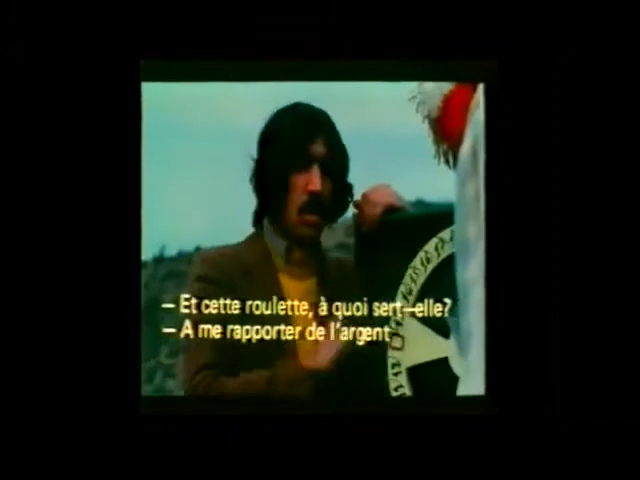 – Et cette roulette, à quoi sert-elle?
– A me rapporter de l'argent